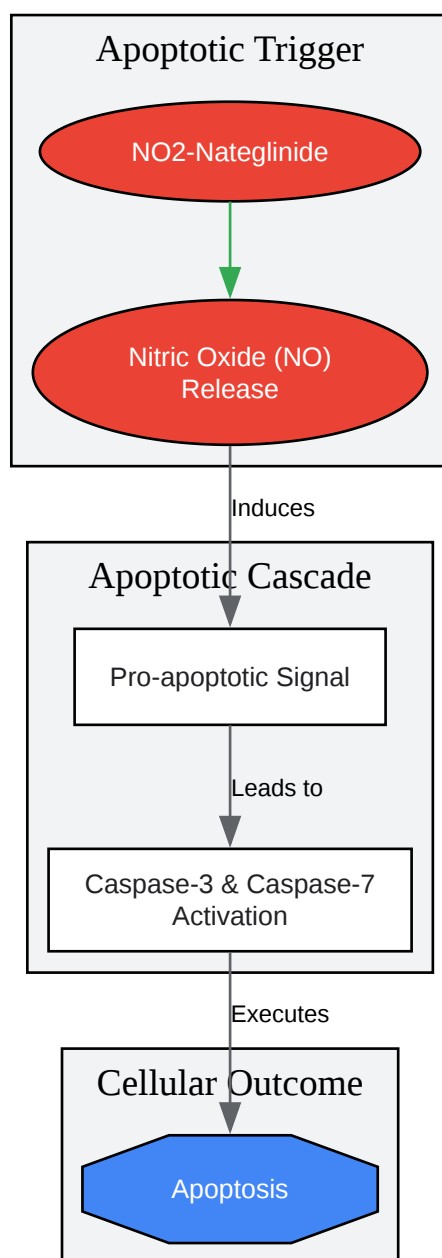 Apoptotic Trigger
NO2-Nateglinide
Nitric Oxide (NO)
Release
Induces
Apoptotic Cascade
Pro-apoptotic Signal
Leads to
Caspase-3 & Caspase-7
Activation
Executes
Cellular Outcome
Apoptosis